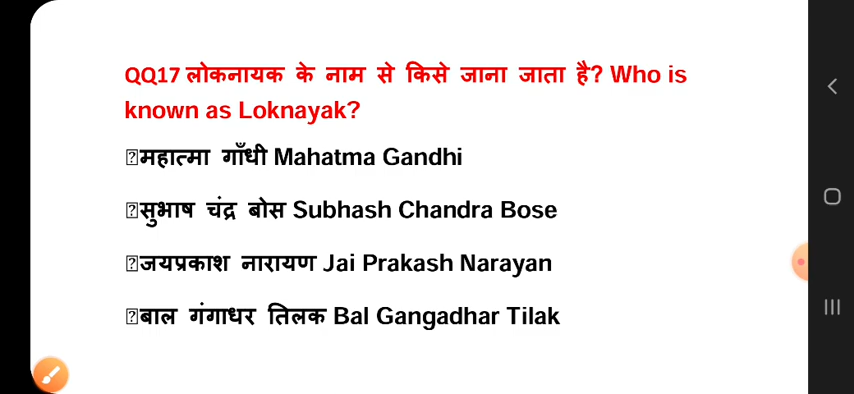 QQ17 लोकनायक के नाम से किसे जाना जाता है? Who is
known as Loknayak?
महात्मा गाँधी Mahatma Gandhi
सुभाष चंद्र बोस Subhash Chandra Bose
जयप्रकाश नारायण Jai Prakash Narayan
बाल गंगाधर तिलक Bal Gangadhar Tilak